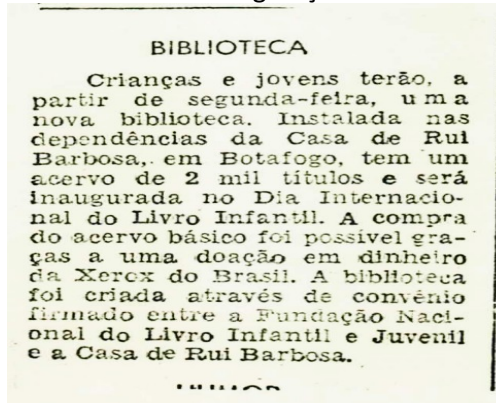 BIBLIOTECA
Crianças e jovens terão, a
partir de segunda-feira, uma
nova biblioteca. Instalada nas
dependências da Casa de Rui
Barbosa, em Botafogo, tem um
acervo de 2 mil títulos e será
inaugurada no Dia Internacio-
nal do Livro Infantil. A compra
do acervo básico foi possível gra-
ças a uma doação em dinheiro
da Xerox do Brasil. A biblioteca
foi criada através de convênio
firmado entre a Fundação Naci-
onal do Livro Infantil e Juvenil
e a Casa de Rui Barbosa.